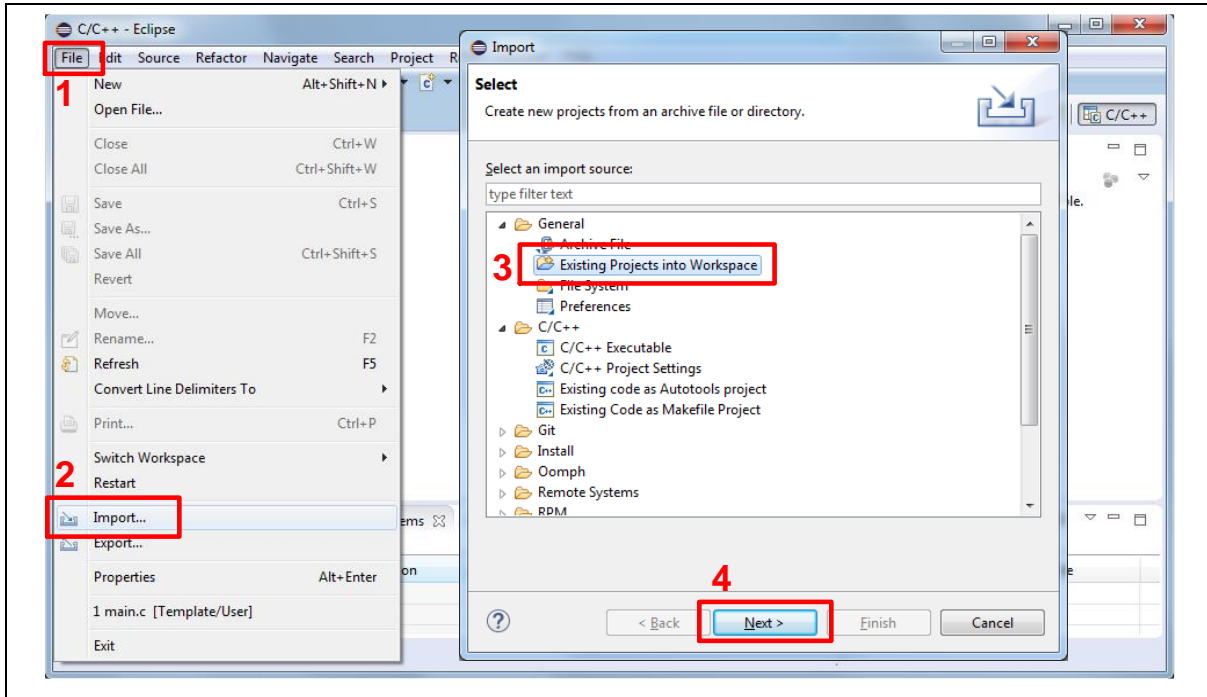 C/C++ - Eclipse
File Edit Source Refactor Navigate Search Project
1
New Alt+Shift+N
Open File...
Close Ctrl+W
Close All Ctrl+Shift+W
Save Ctrl+S
Save As...
Save All Ctrl+Shift+S
Revert
Move...
Rename... F2
Refresh F5
Convert Line Delimiters To
Print... Ctrl+P
Switch Workspace
2
Restart
Import...
Export...
Properties Alt+Enter
1 main.c [Template/User]
Exit
Import
Select
Create new projects from an archive file or directory.
Select an import source:
type filter text
General
Archive File
3
Existing Projects into Workspace
File System
Preferences
C/C++
C/C++ Executable
C/C++ Project Settings
Existing code as Autotools project
Existing Code as Makefile Project
Git
Install
Oomph
Remote Systems
RPM
4
< Back Next > Finish Cancel
C/C++